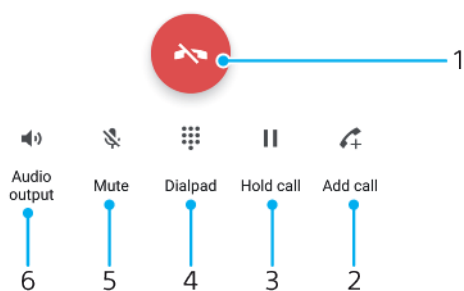 1
Audio
output
Mute
Dialpad
Hold call
Add call
6
5
4
3
2